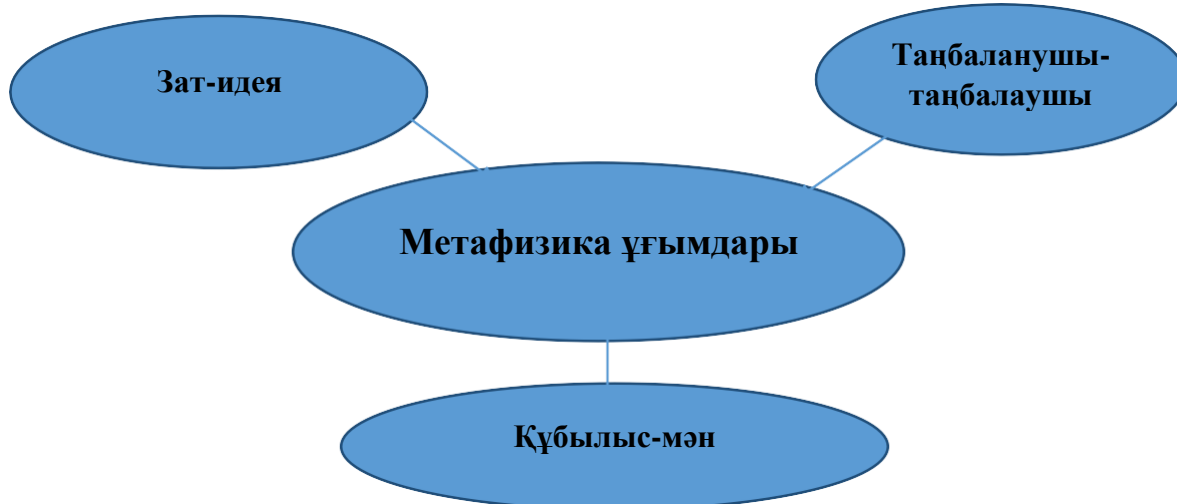 Зат-идея
Таңбаланушы-
таңбалаушы
Метафизика ұғымдары
Құбылыс-мән